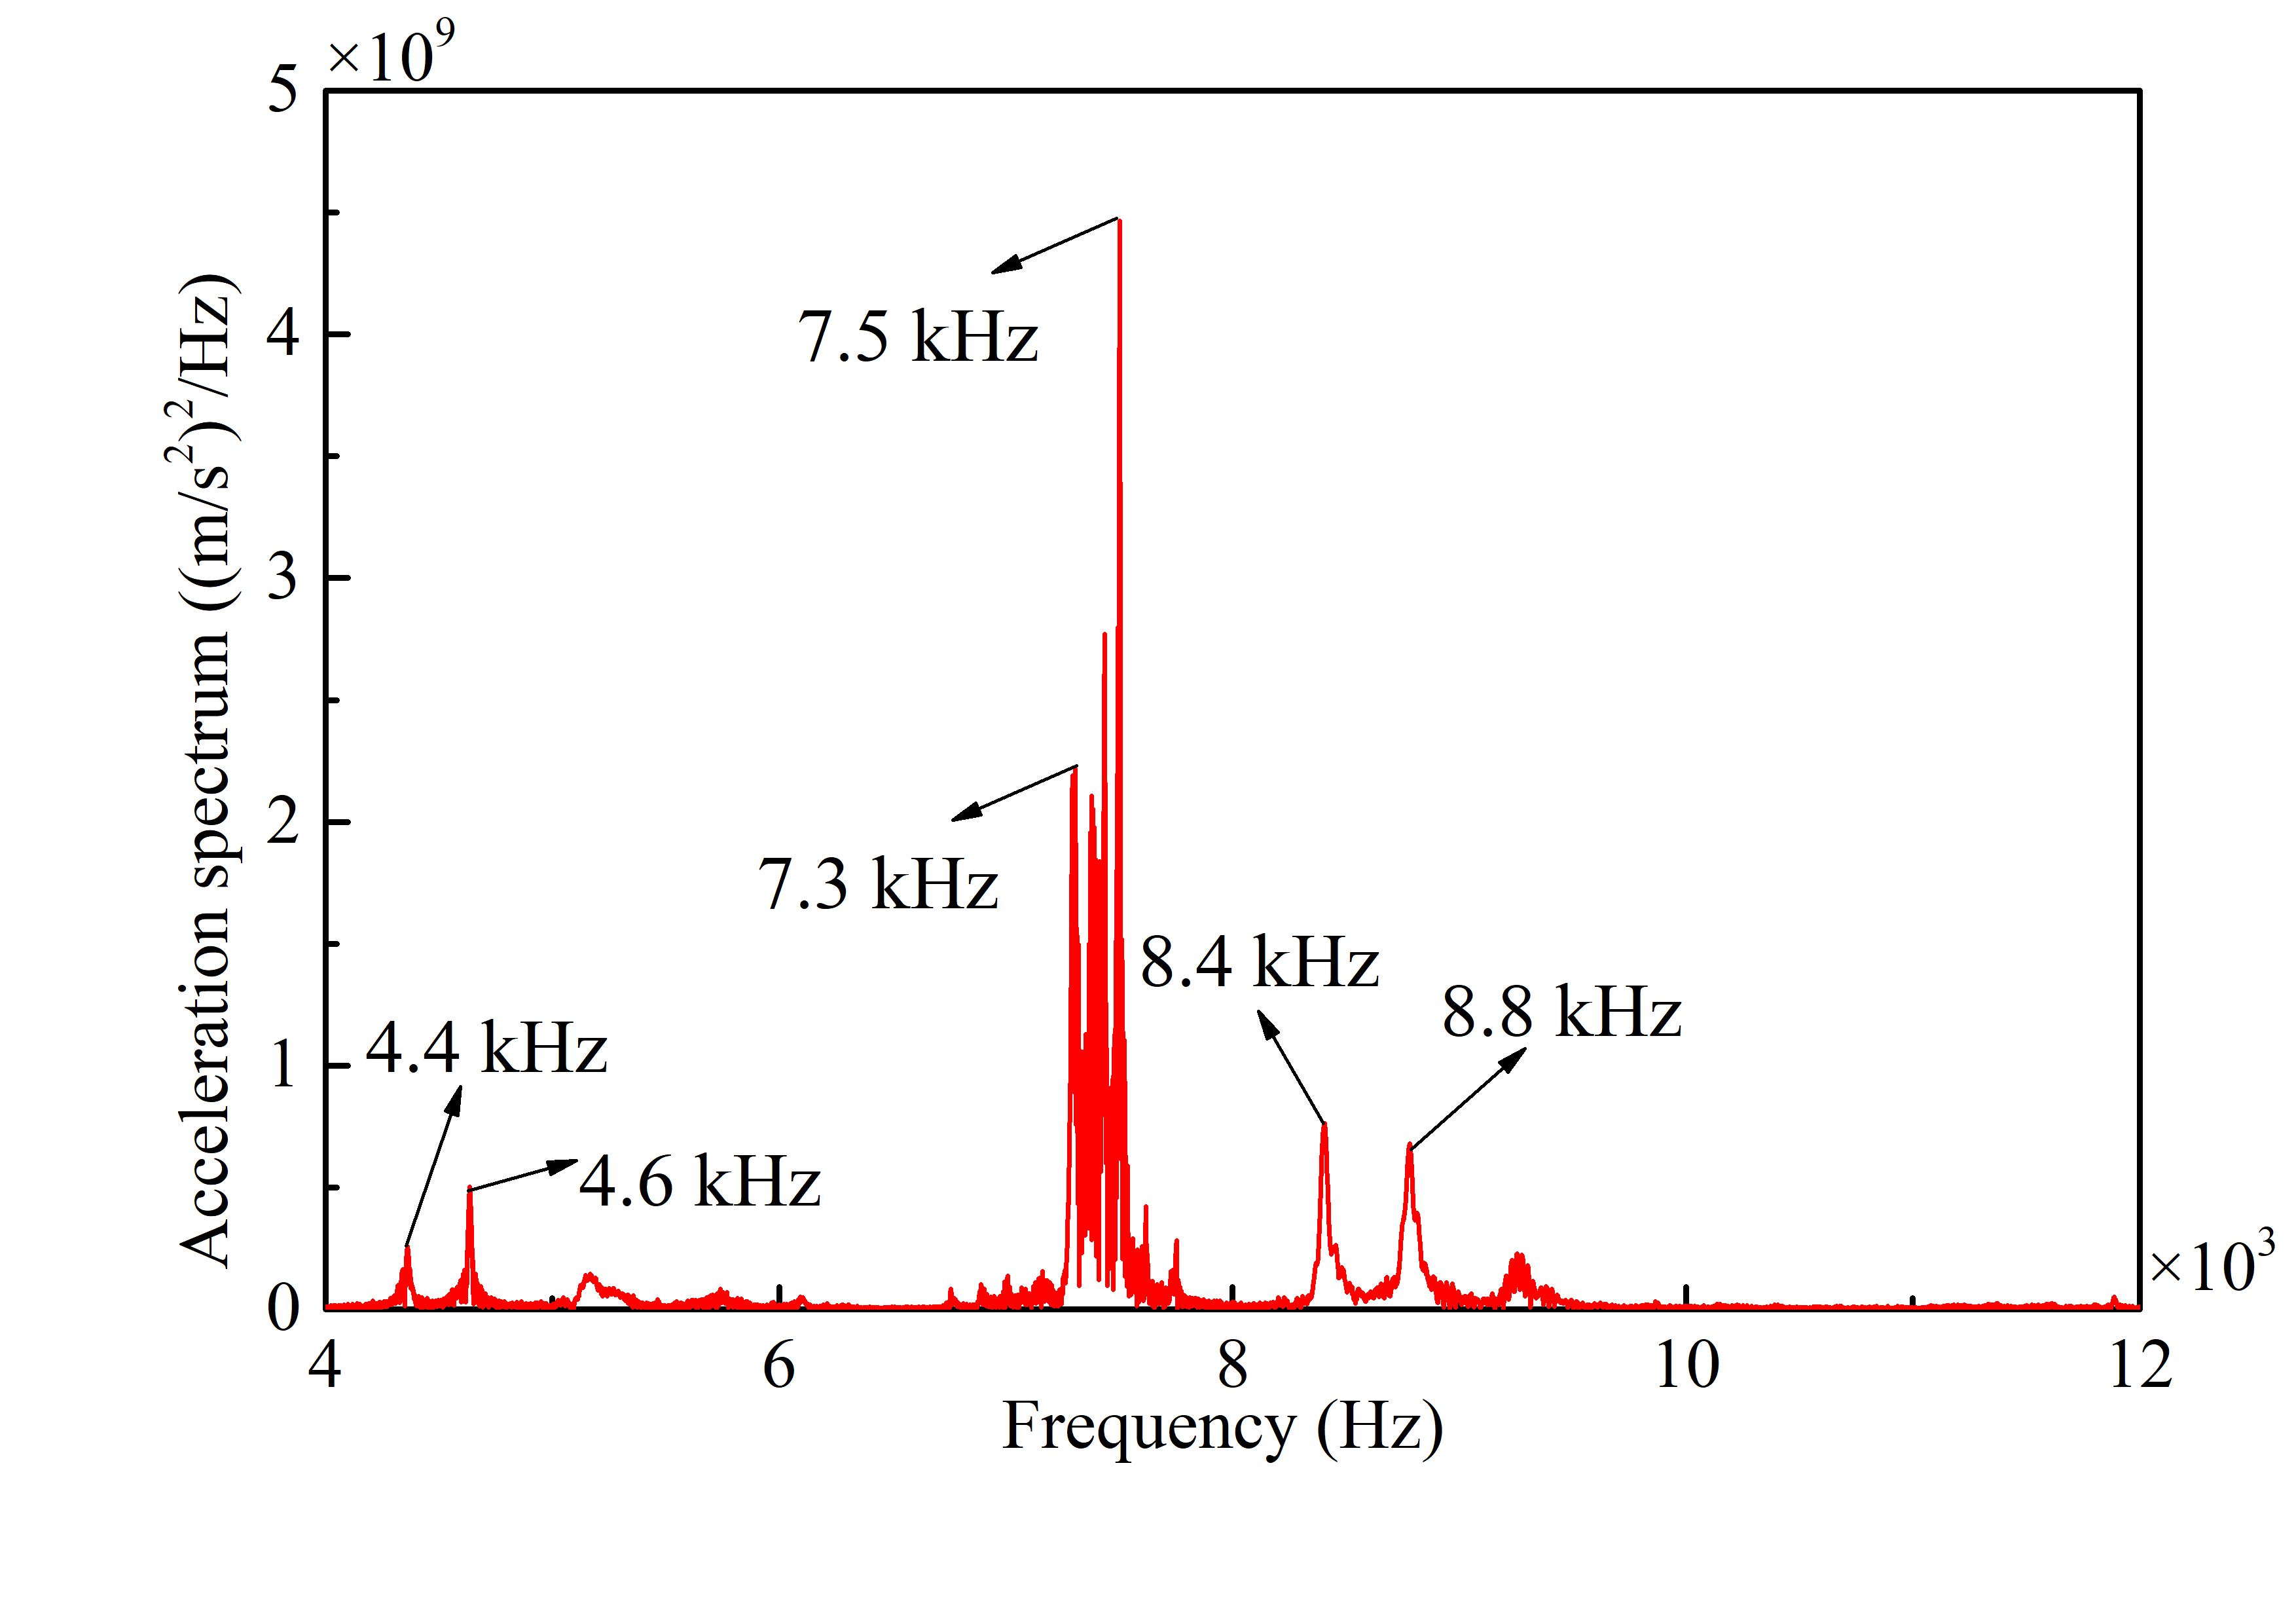 ×10⁹
5
4
3
2
1
0
Acceleration spectrum ((m/s²)²/Hz)
7.5 kHz
7.3 kHz
8.4 kHz
8.8 kHz
4.4 kHz
4.6 kHz
×10³
4 6 8 10 12
Frequency (Hz)